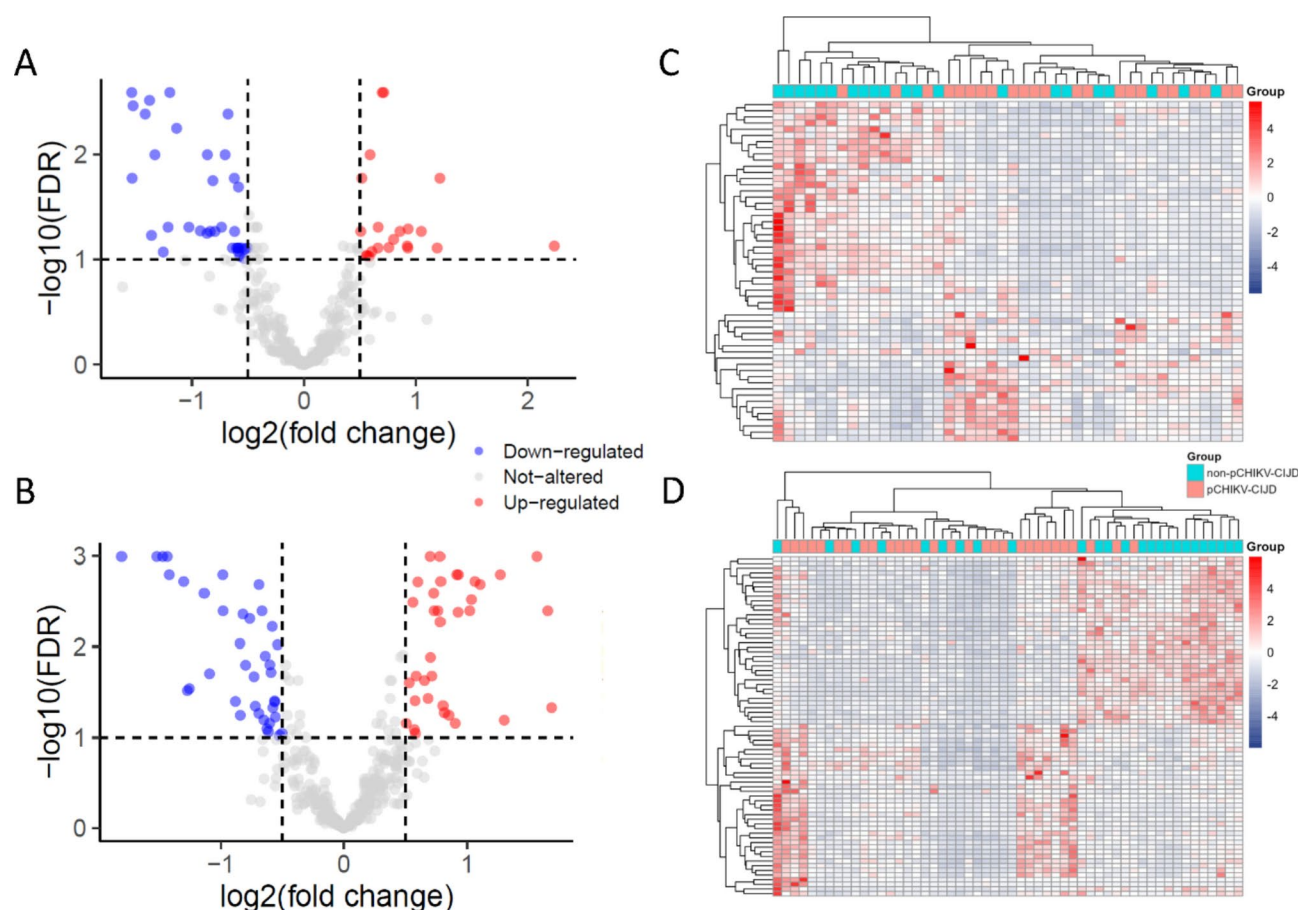 A
−log10(FDR)
2
1
0
−1
0
1
2
log2(fold change)
Down−regulated
Not−altered
Up−regulated
B
−log10(FDR)
3
2
1
0
−1
0
1
log2(fold change)
C
Group
4
2
0
-2
-4
Group
non-pCHIKV-CIJD
pCHIKV-CIJD
D
Group
4
2
0
-2
-4